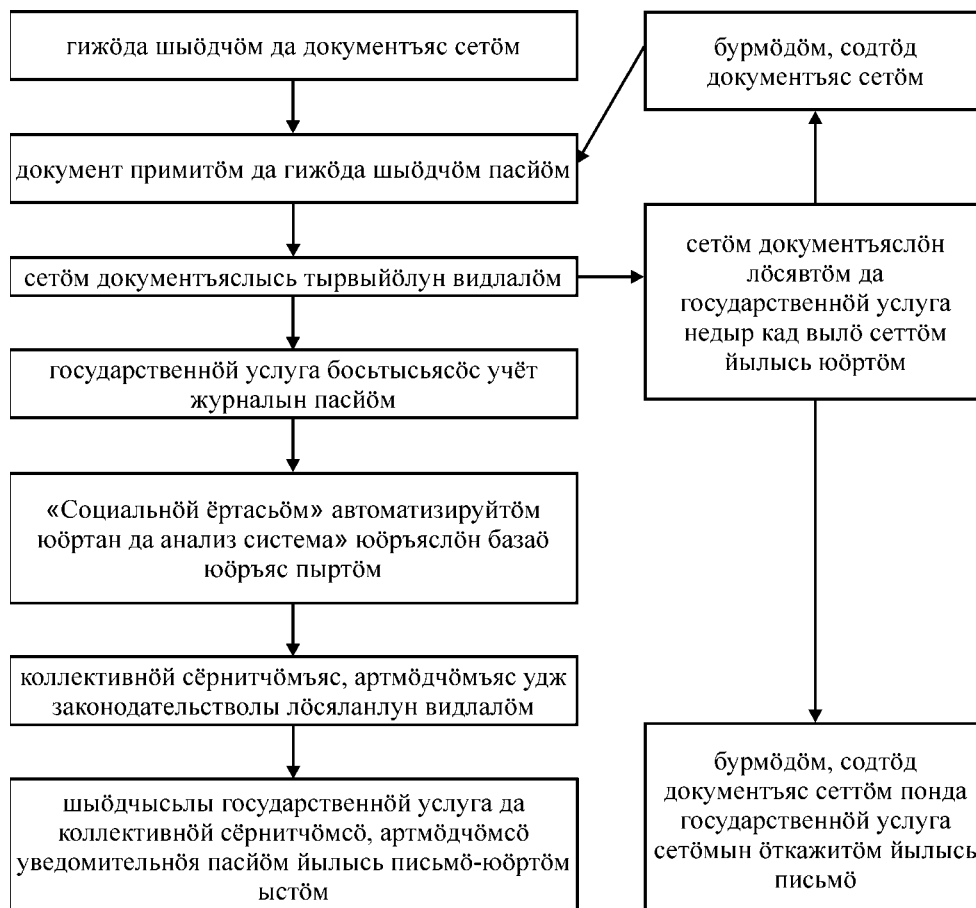 гижӧда шыӧдчӧм да документъяс сетӧм
бурмӧдӧм, содтӧд
документъяс сетӧм
документ примитӧм да гижӧда шыӧдчӧм пасйӧм
сетӧм документъяслысь тырвыйӧлун видлалӧм
сетӧм документъяслӧн
лӧсявтӧм да
государственнӧй услуга
недыр кад вылӧ сеттӧм
йылысь юӧртӧм
государственнӧй услуга босьтысьясӧс учёт
журналын пасйӧм
«Социальнӧй ёртасьӧм» автоматизируйтӧм
юӧртан да анализ система» юӧръяслӧн базаӧ
юӧръяс пыртӧм
коллективнӧй сёрнитчӧмъяс, артмӧдчӧмъяс удж
законодательстволы лӧсяланлун видлалӧм
шыӧдчысьлы государственнӧй услуга да
коллективнӧй сёрнитчӧмсӧ, артмӧдчӧмсӧ
уведомительнӧя пасйӧм йылысь письмӧ-юӧртӧм
ыстӧм
бурмӧдӧм, содтӧд
документъяс сеттӧм понда
государственнӧй услуга
сетӧмын ӧткажитӧм йылысь
письмӧ